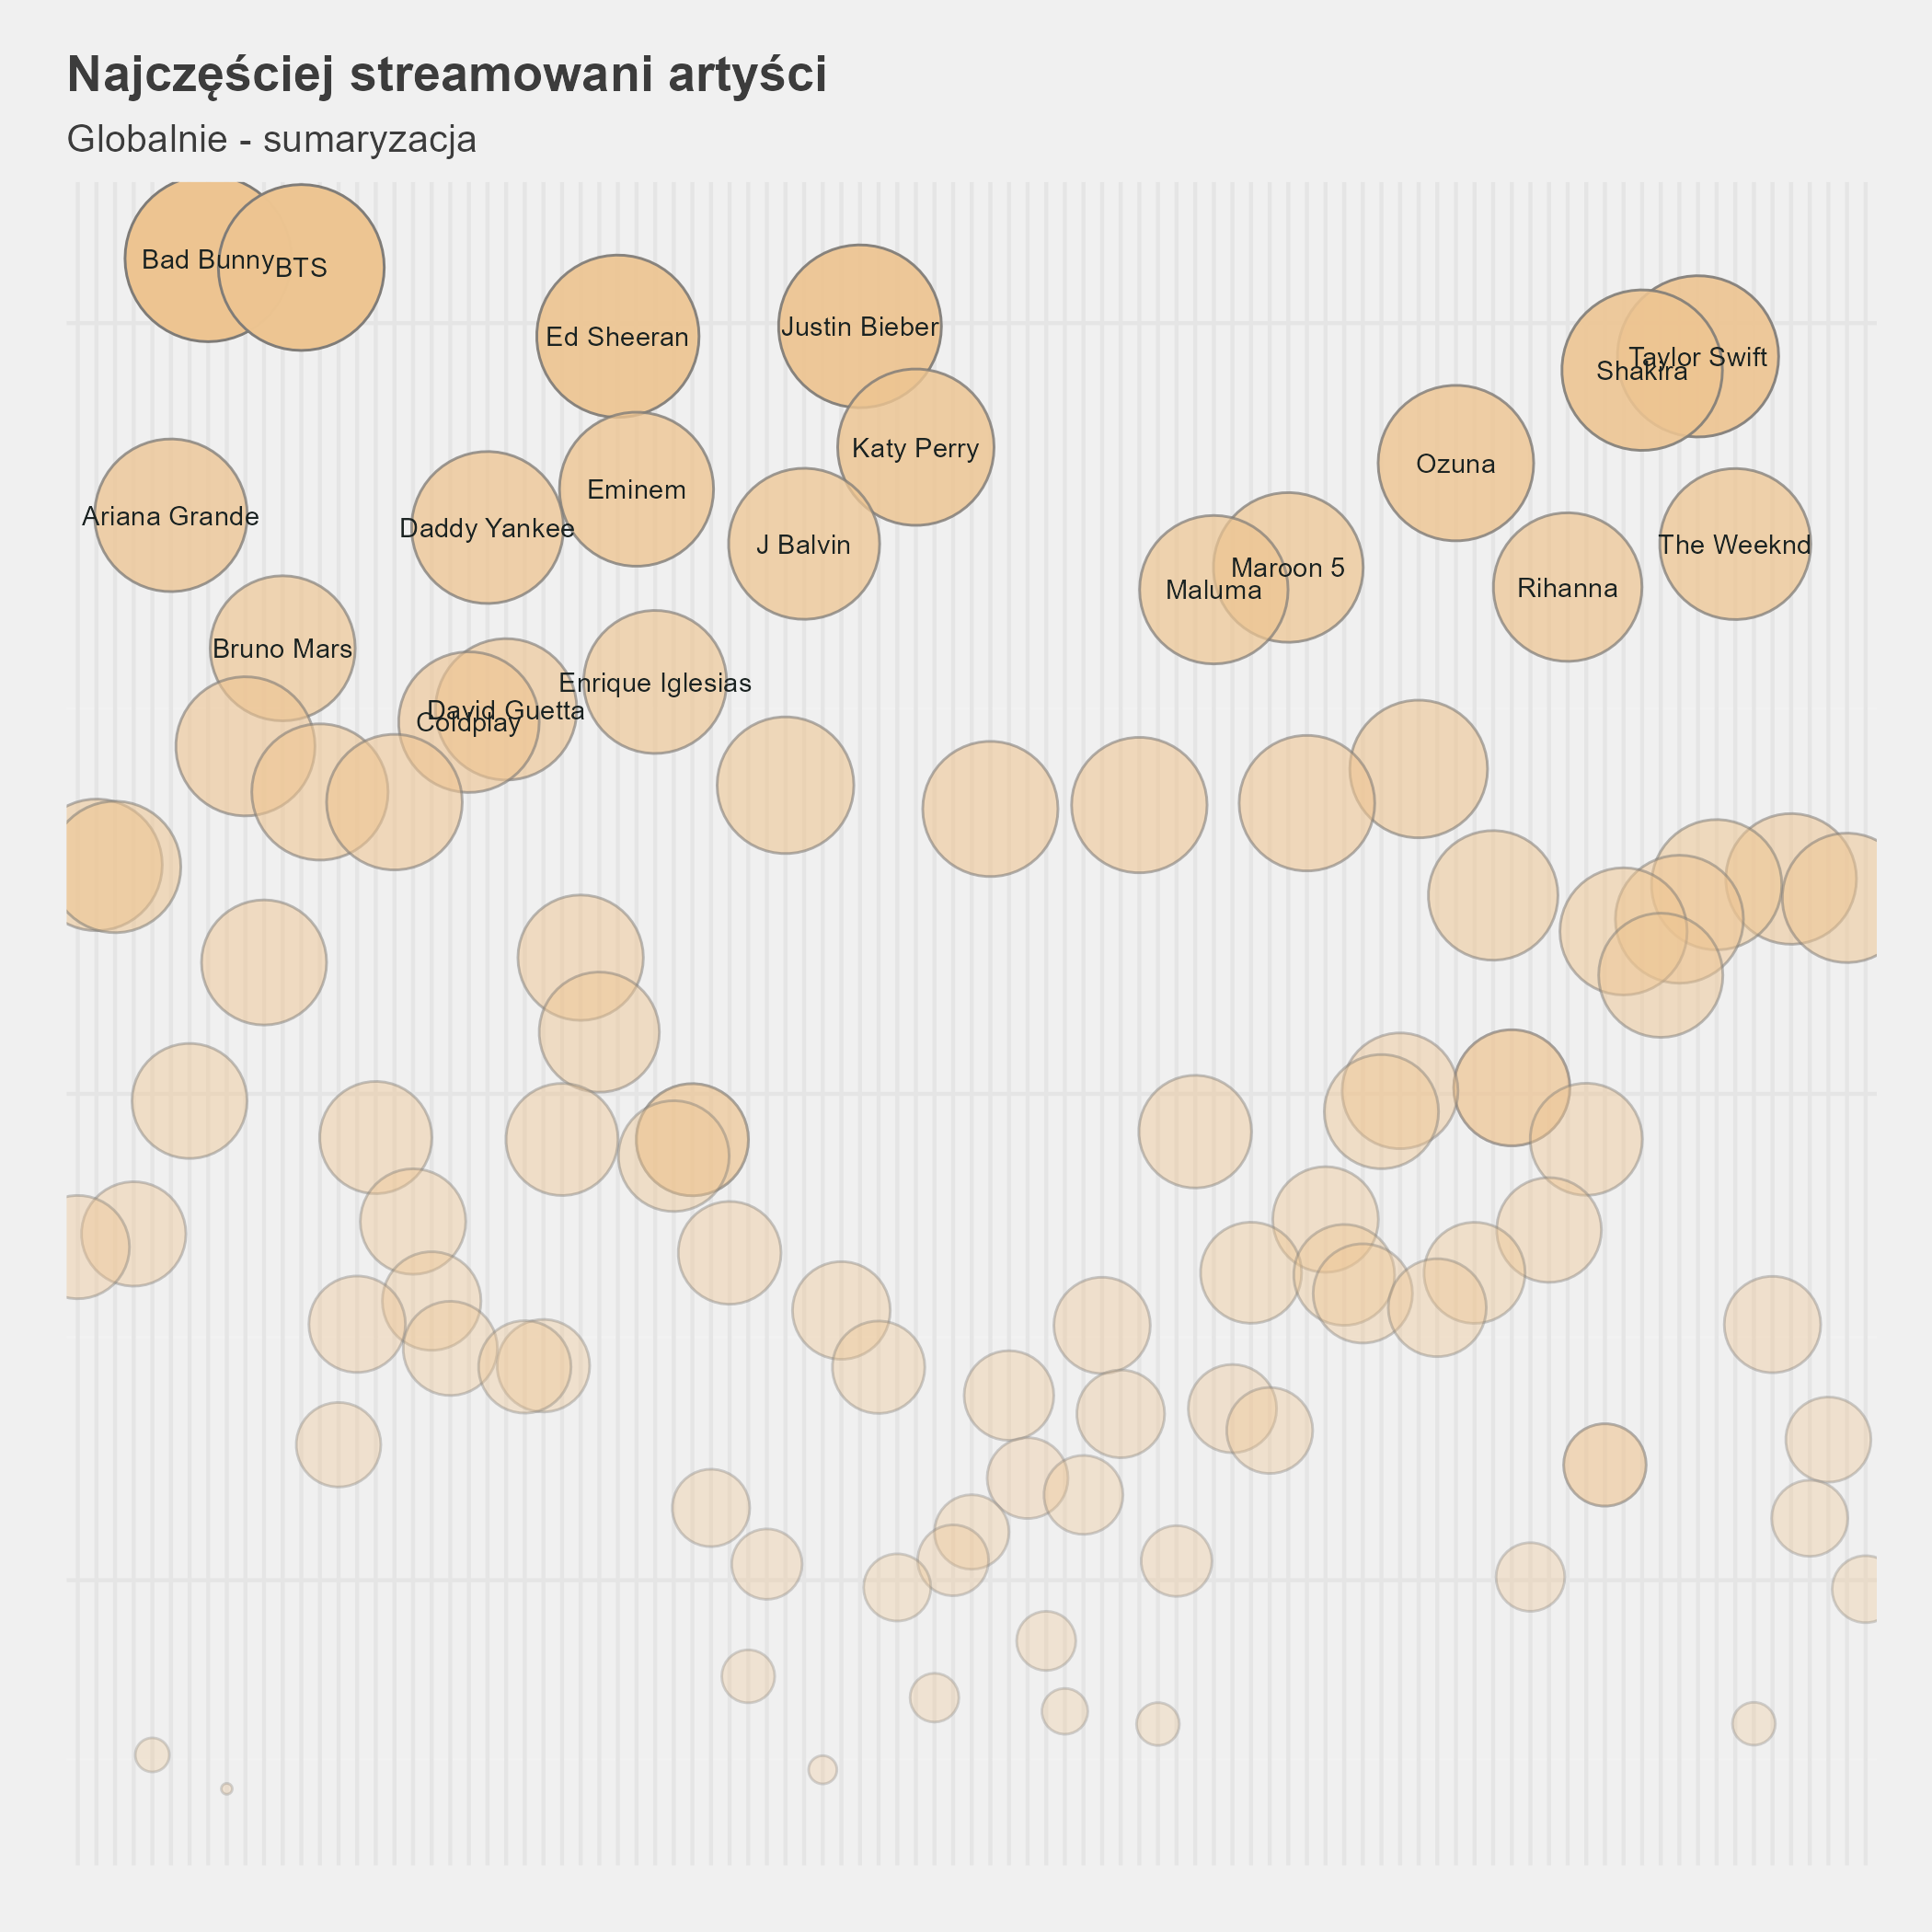 Najczęściej streamowani artyści
Globalnie - sumaryzacja
Bad Bunny
BTS
Justin Bieber
Ed Sheeran
Taylor Swift
Shakira
Katy Perry
Ozuna
Eminem
Ariana Grande
Daddy Yankee
J Balvin
The Weeknd
Maroon 5
Rihanna
Maluma
Bruno Mars
Enrique Iglesias
David Guetta
Coldplay